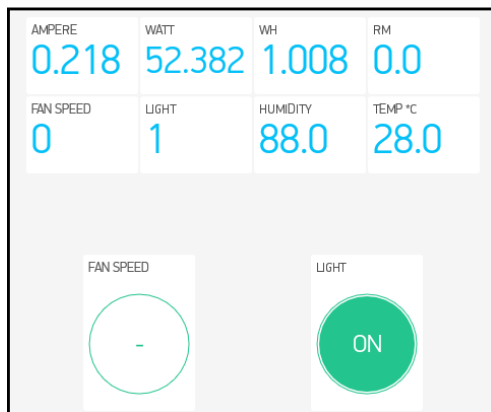 AMPERE WATT WH RM
0.218 52.382 1.008 0.0
FAN SPEED LIGHT HUMIDITY TEMP °C
0 1 88.0 28.0
FAN SPEED LIGHT
- ON